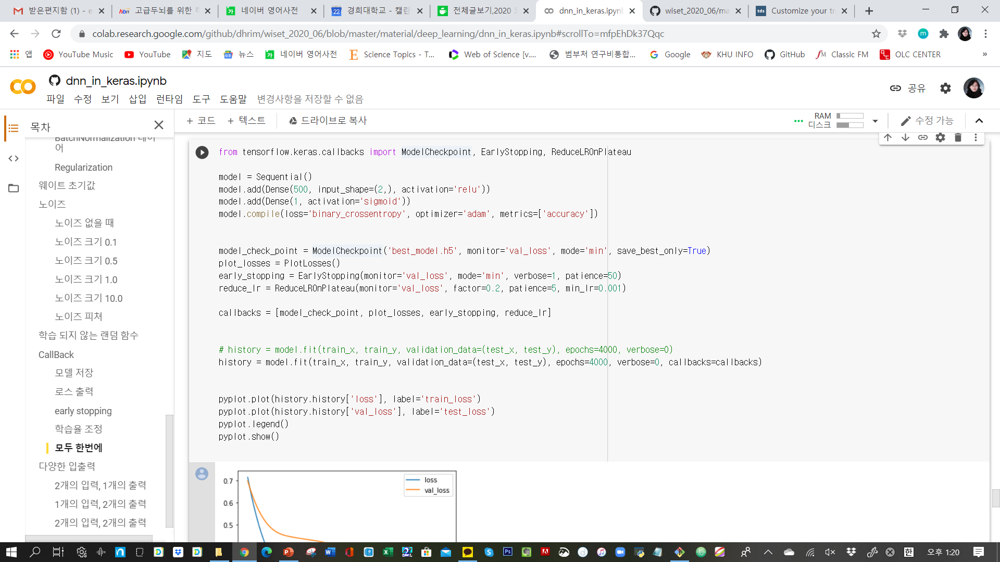 받은편지함 (1) - e
hbn 고급두뇌를 위한 하
네이버 영어사전
경희대학교 - 캘린
전체글보기,2020 S
dnn_in_keras.ipynb
wiset_2020_06/ma
tds Customize your tr
colab.research.google.com/github/dhrim/wiset_2020_06/blob/master/material/deep_learning/dnn_in_keras.ipynb#scrollTo=mfpEhDk37Qqc
앱 YouTube Music YouTube 지도 뉴스 네이버 영어사전 Science Topics - T... Web of Science [v.... 범부처 연구비통합... Google KHU INFO GitHub Classic FM OLC CENTER »
dnn_in_keras.ipynb
공유
파일 수정 보기 삽입 런타임 도구 도움말 변경사항을 저장할 수 없음
목차
+ 코드 + 텍스트 드라이브로 복사
RAM
디스크
수정 가능
BatchNormalization 레이
어
Regularization
웨이트 초기값
노이즈
노이즈 없을 때
노이즈 크기 0.1
노이즈 크기 0.5
노이즈 크기 1.0
노이즈 크기 10.0
노이즈 피쳐
학습 되지 않는 랜덤 함수
CallBack
모델 저장
로스 출력
early stopping
학습율 조정
모두 한번에
다양한 입출력
2개의 입력, 1개의 출력
1개의 입력, 2개의 출력
2개의 입력, 2개의 출력
from tensorflow.keras.callbacks import ModelCheckpoint, EarlyStopping, ReduceLROnPlateau
model = Sequential()
model.add(Dense(500, input_shape=(2,), activation='relu'))
model.add(Dense(1, activation='sigmoid'))
model.compile(loss='binary_crossentropy', optimizer='adam', metrics=['accuracy'])
model_check_point = ModelCheckpoint('best_model.h5', monitor='val_loss', mode='min', save_best_only=True)
plot_losses = PlotLosses()
early_stopping = EarlyStopping(monitor='val_loss', mode='min', verbose=1, patience=50)
reduce_lr = ReduceLROnPlateau(monitor='val_loss', factor=0.2, patience=5, min_lr=0.001)
callbacks = [model_check_point, plot_losses, early_stopping, reduce_lr]
# history = model.fit(train_x, train_y, validation_data=(test_x, test_y), epochs=4000, verbose=0)
history = model.fit(train_x, train_y, validation_data=(test_x, test_y), epochs=4000, verbose=0, callbacks=callbacks)
pyplot.plot(history.history['loss'], label='train_loss')
pyplot.plot(history.history['val_loss'], label='test_loss')
pyplot.legend()
pyplot.show()
0.7
0.6
0.5
loss
val_loss
한 오후 1:20